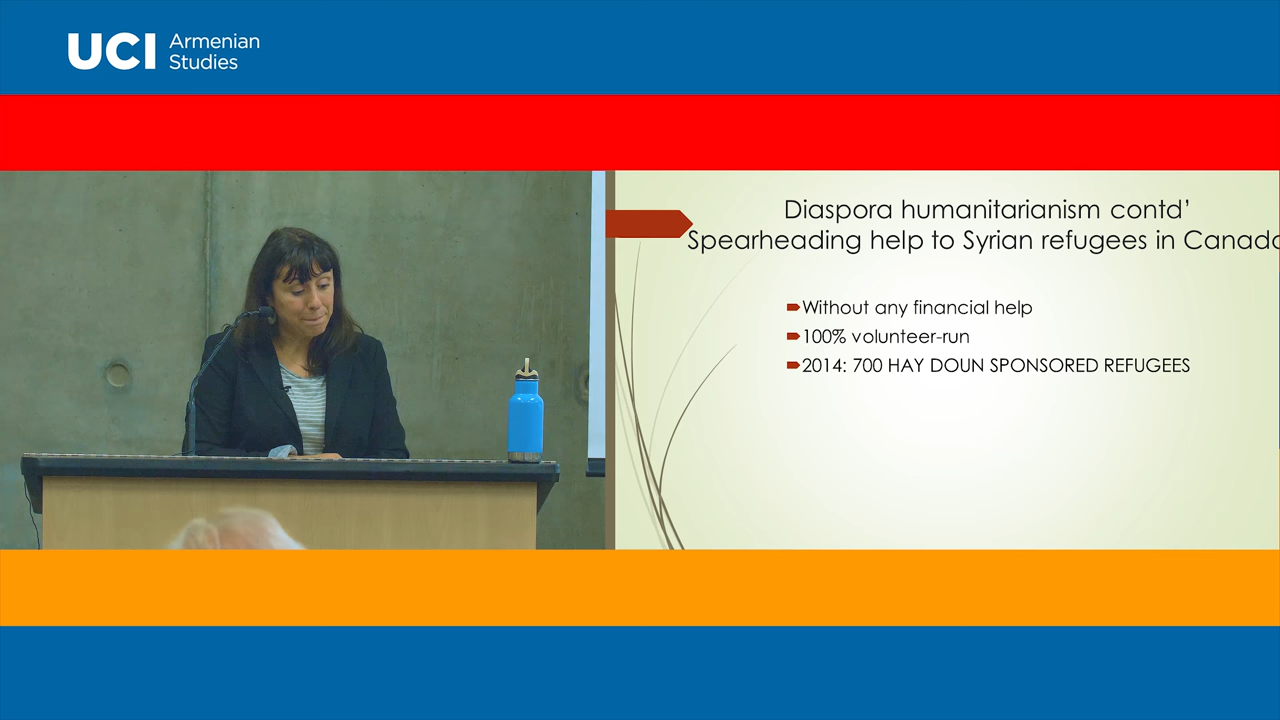 UCI Armenian
Studies
Diaspora humanitarianism contd’
Spearheading help to Syrian refugees in Canada
Without any financial help
100% volunteer-run
2014: 700 HAY DOUN SPONSORED REFUGEES